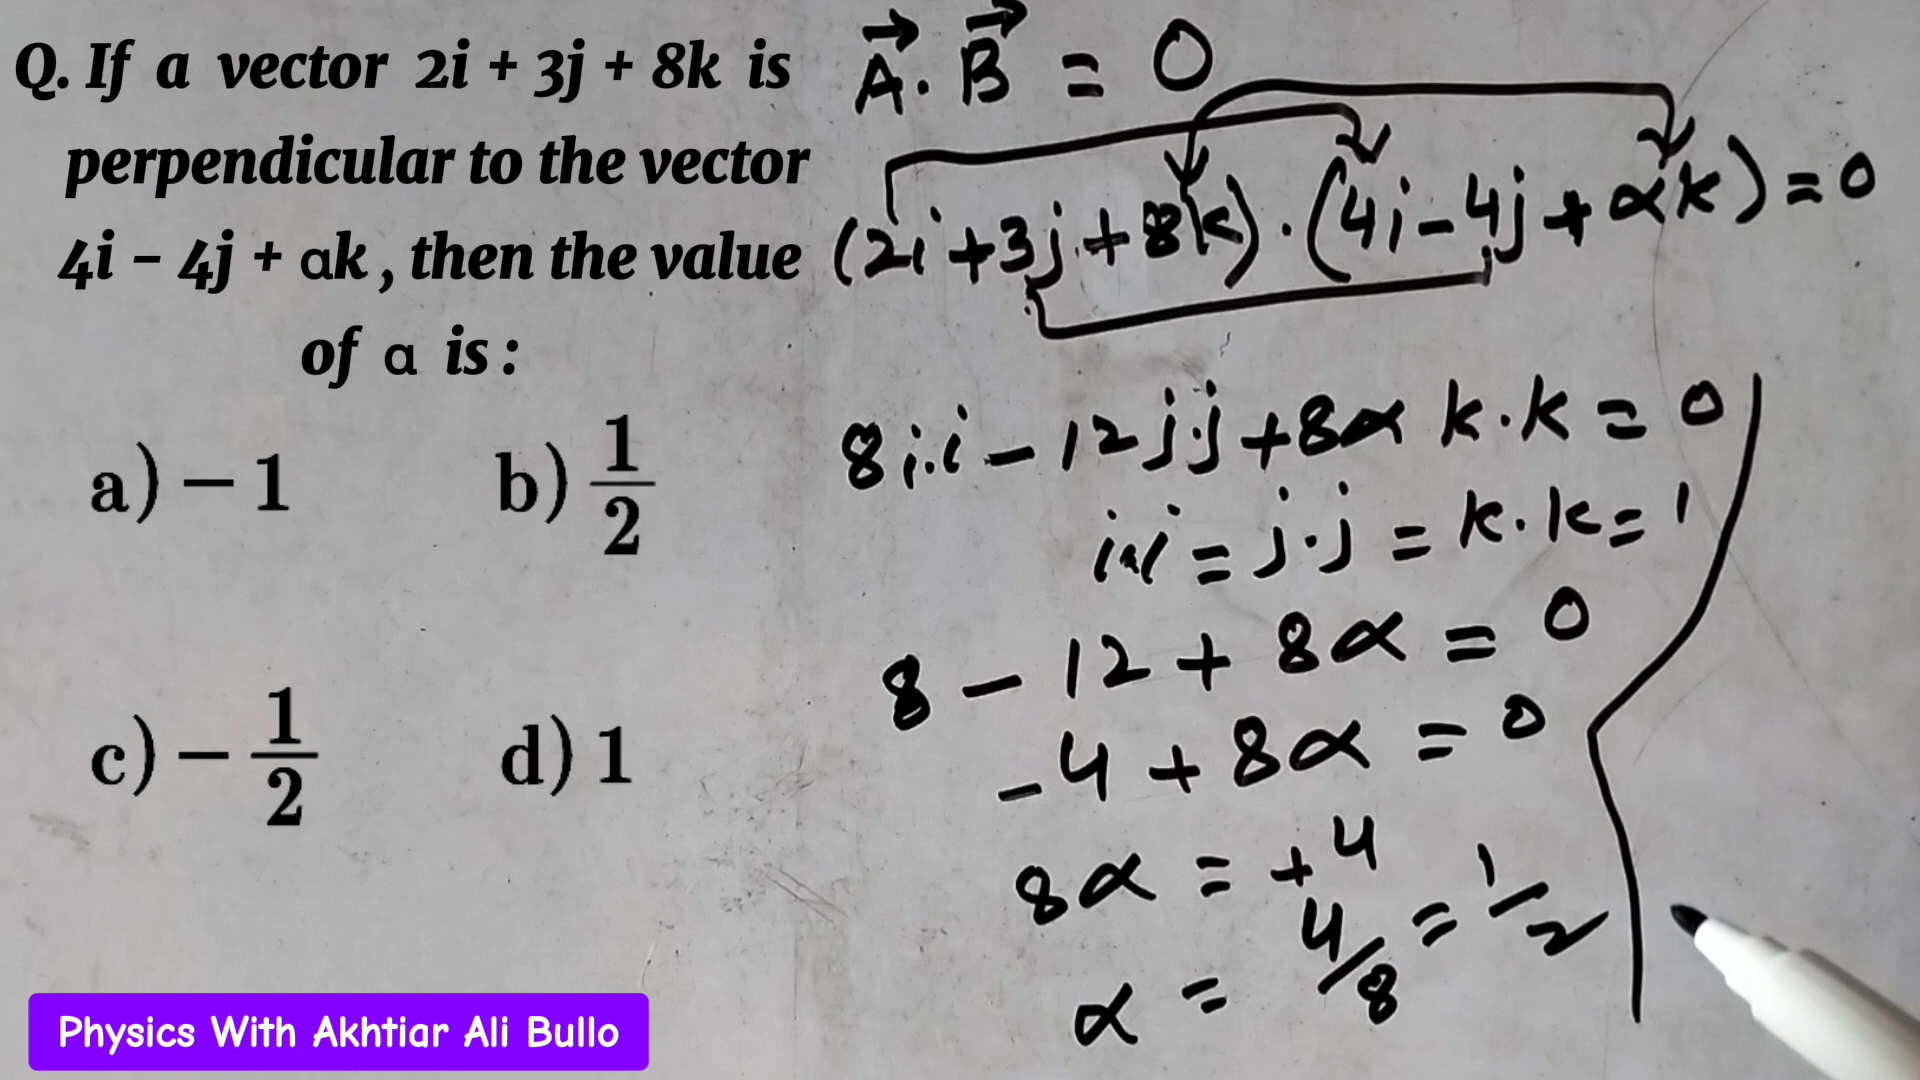 Q. If a vector 2i + 3j + 8k is
perpendicular to the vector
4i − 4j + αk , then the value
of α is :
a) − 1
b) 1/2
c) − 1/2
d) 1
A⃗ . B⃗ = 0
(2i + 3j + 8k) . (4i − 4j + αk) = 0
8 i.i − 12 j.j + 8α k.k = 0
i.i = j.j = k.k = 1
8 − 12 + 8α = 0
− 4 + 8α = 0
8α = + 4
α = 4/8 = 1/2
Physics With Akhtiar Ali Bullo